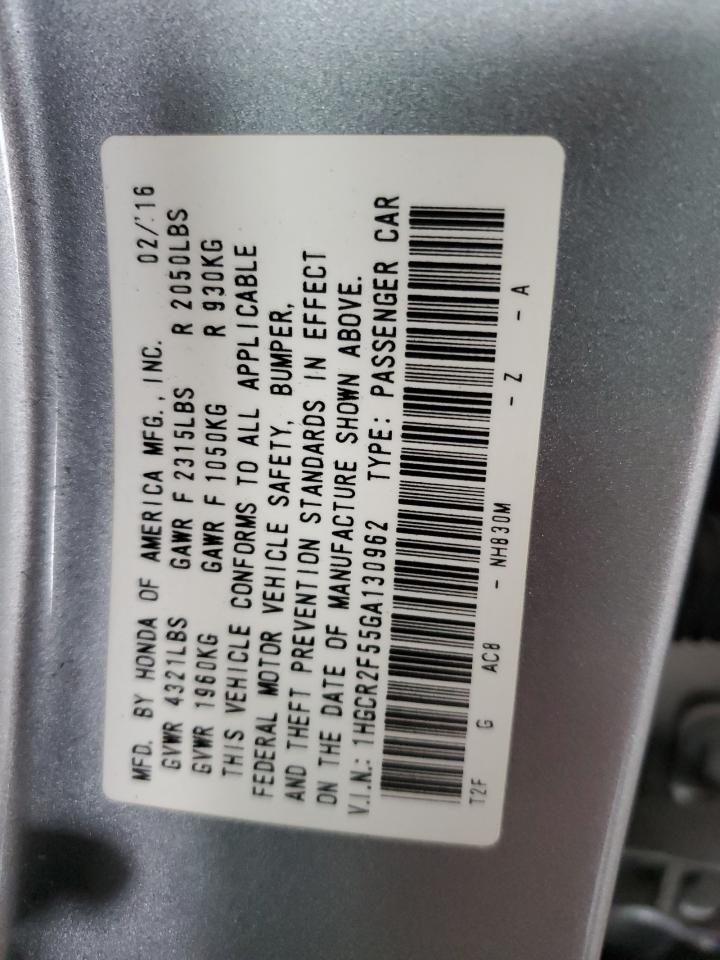 MFD. BY HONDA OF AMERICA MFG., INC. 02/'16
GVWR 4321LBS GAWR F 2315LBS R 2050LBS
GVWR 1960KG GAWR F 1050KG R 930KG
THIS VEHICLE CONFORMS TO ALL APPLICABLE
FEDERAL MOTOR VEHICLE SAFETY, BUMPER,
AND THEFT PREVENTION STANDARDS IN EFFECT
ON THE DATE OF MANUFACTURE SHOWN ABOVE.
V.I.N.: 1HGCR2F55GA130962 TYPE: PASSENGER CAR
T2F G AC8 - NH830M - Z - A